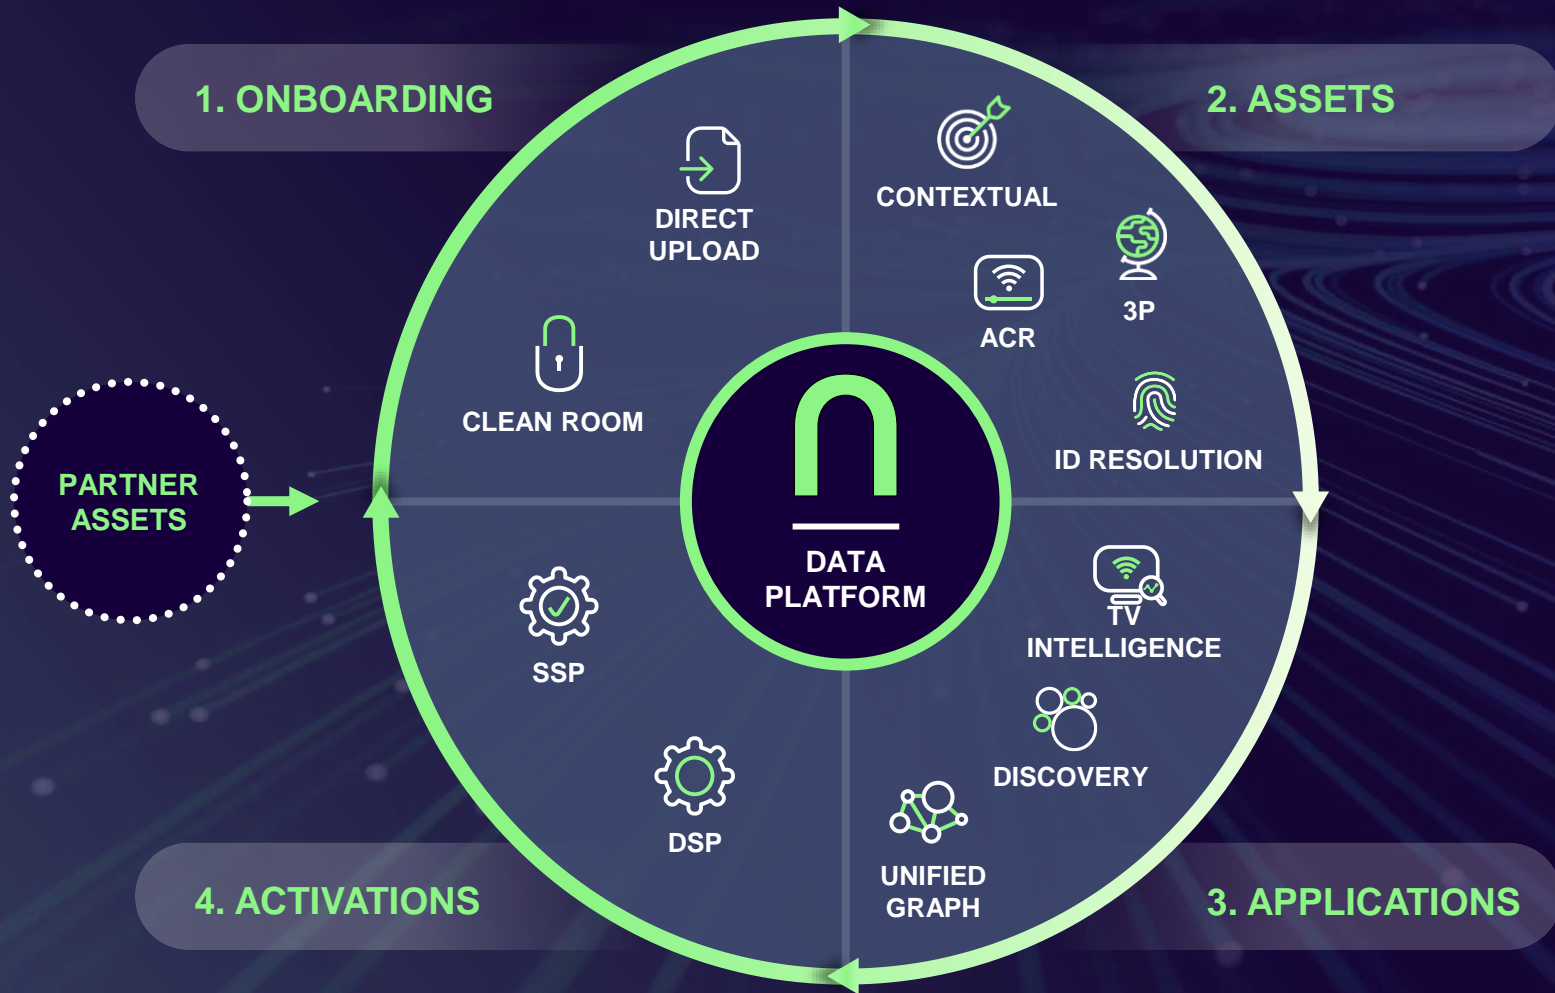 1. ONBOARDING
2. ASSETS
DIRECT
UPLOAD
CONTEXTUAL
3P
ACR
CLEAN ROOM
ID RESOLUTION
PARTNER
ASSETS
DATA
PLATFORM
TV
INTELLIGENCE
SSP
DISCOVERY
DSP
UNIFIED
GRAPH
4. ACTIVATIONS
3. APPLICATIONS